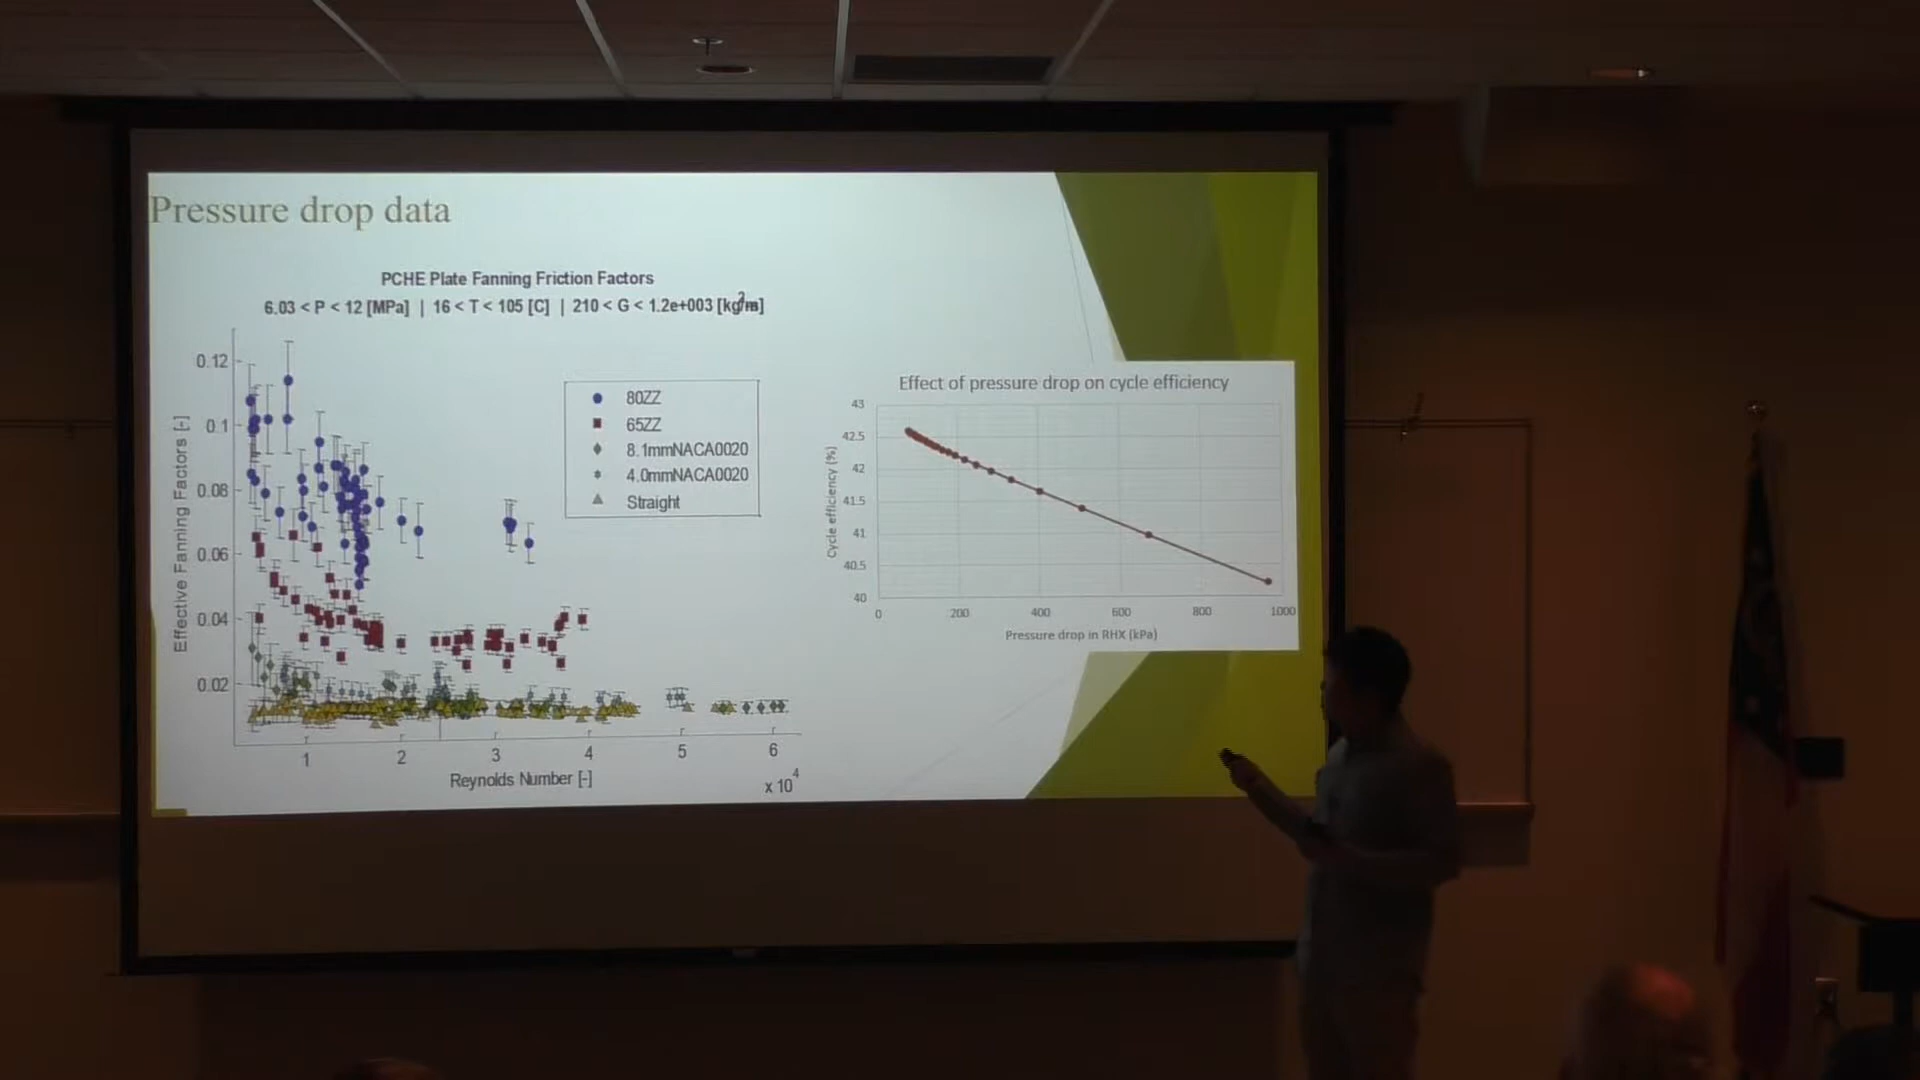 Pressure drop data
PCHE Plate Fanning Friction Factors
6.03 < P < 12 [MPa] | 16 < T < 105 [C] | 210 < G < 1.2e+003
0.12
0.1
0.08
0.06
0.04
0.02
Effective Fanning Factors [-]
80ZZ
65ZZ
8.1mmNACA0020
4.0mmNACA0020
Straight
1 2 3 4 5 6
x 10⁴
Reynolds Number [-]
Effect of pressure drop on cycle efficiency
43
42.5
42
41.5
41
40.5
40
Cycle efficiency (%)
0 200 400 600 800 1000
Pressure drop in RHX (kPa)